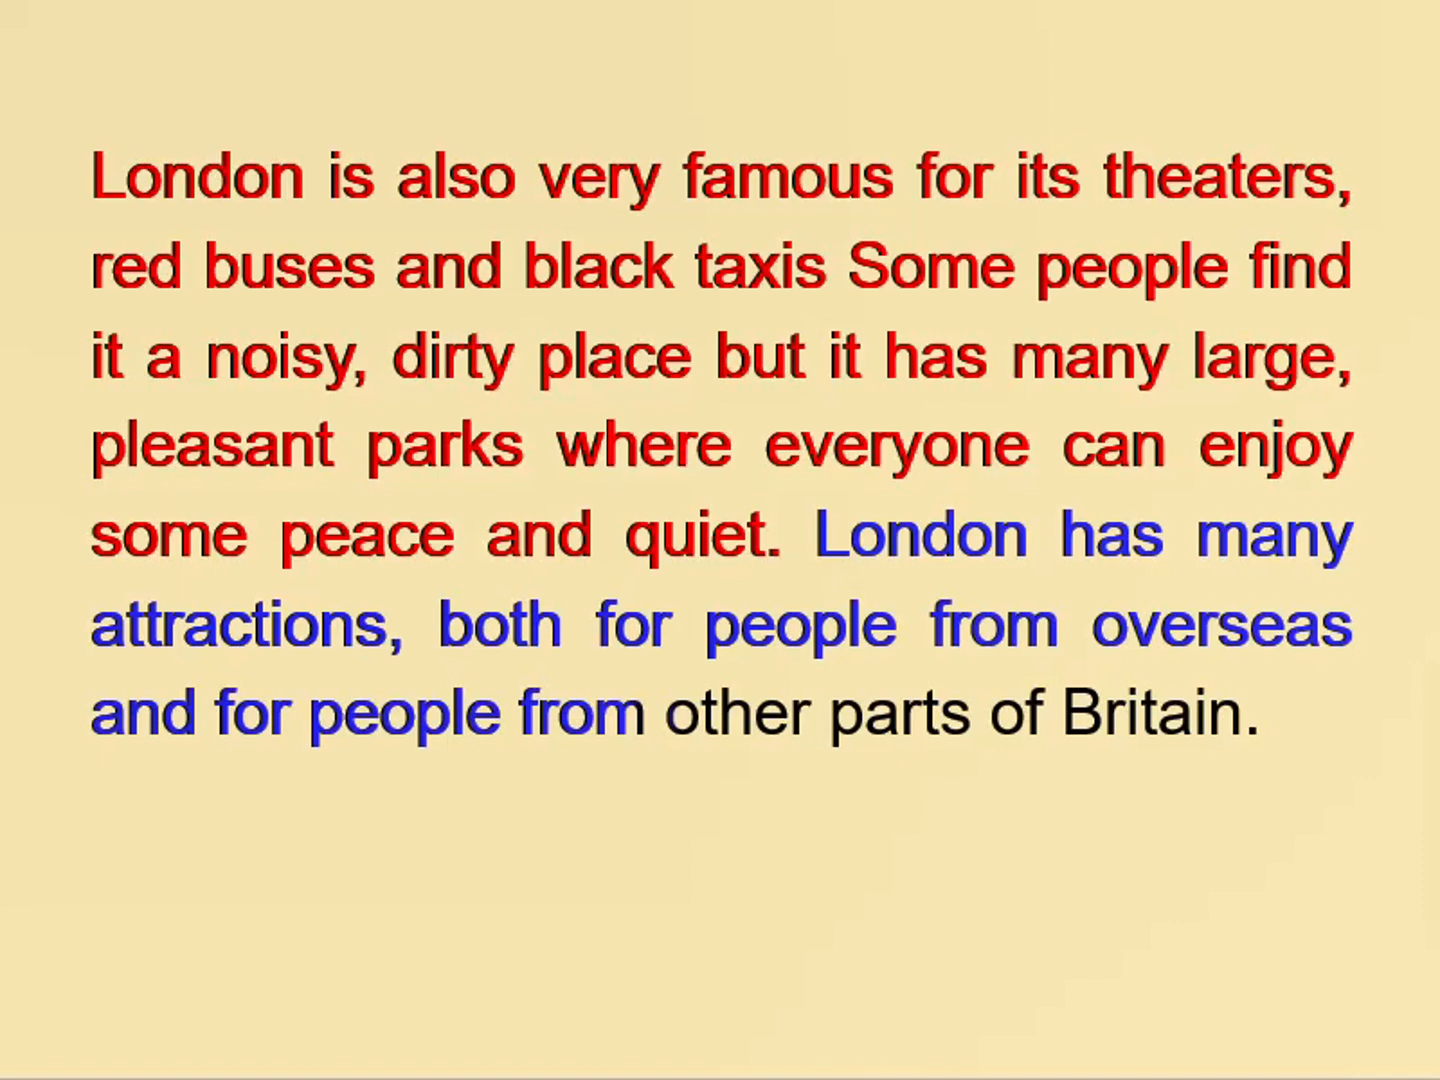 London is also very famous for its theaters,
red buses and black taxis Some people find
it a noisy, dirty place but it has many large,
pleasant parks where everyone can enjoy
some peace and quiet. London has many
attractions, both for people from overseas
and for people from other parts of Britain.